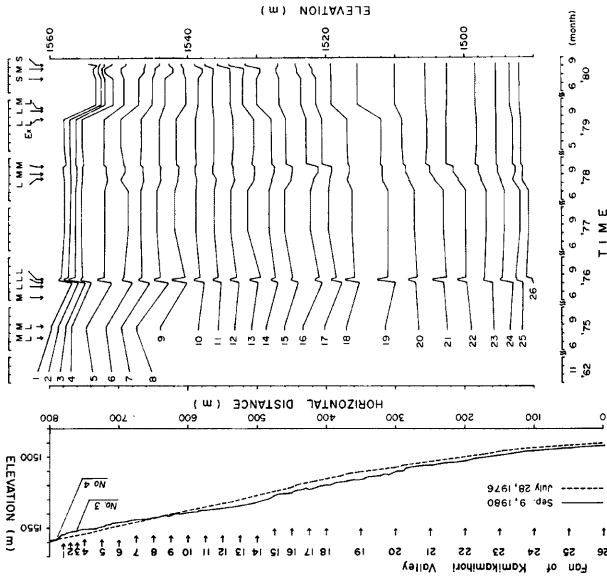 ELEVATION ( m )
1560 1540 1520 1500
M L M
M L L L
L M M
Ex L L M
S M S
1
2
3
4
5
6
7
8
9
10
11
12
13
14
15
16
17
18
19
20
21
22
23
24
25
26
11 6 9 6 9 6 9 6 9 5 9 6 9 (month)
'62 '75 '76 '77 '78 '79 '80
TIME
HORIZONTAL DISTANCE ( m )
800 700 600 500 400 300 200 100 0
ELEVATION (m)
1500
1550
No. 4
No. 3
July 28, 1976
Sep. 9, 1980
1 2 3 4 5 6 7 8 9 10 11 12 13 14 15 16 17 18 19 20 21 22 23 24 25 26
Fan of Kamikamihori Valley